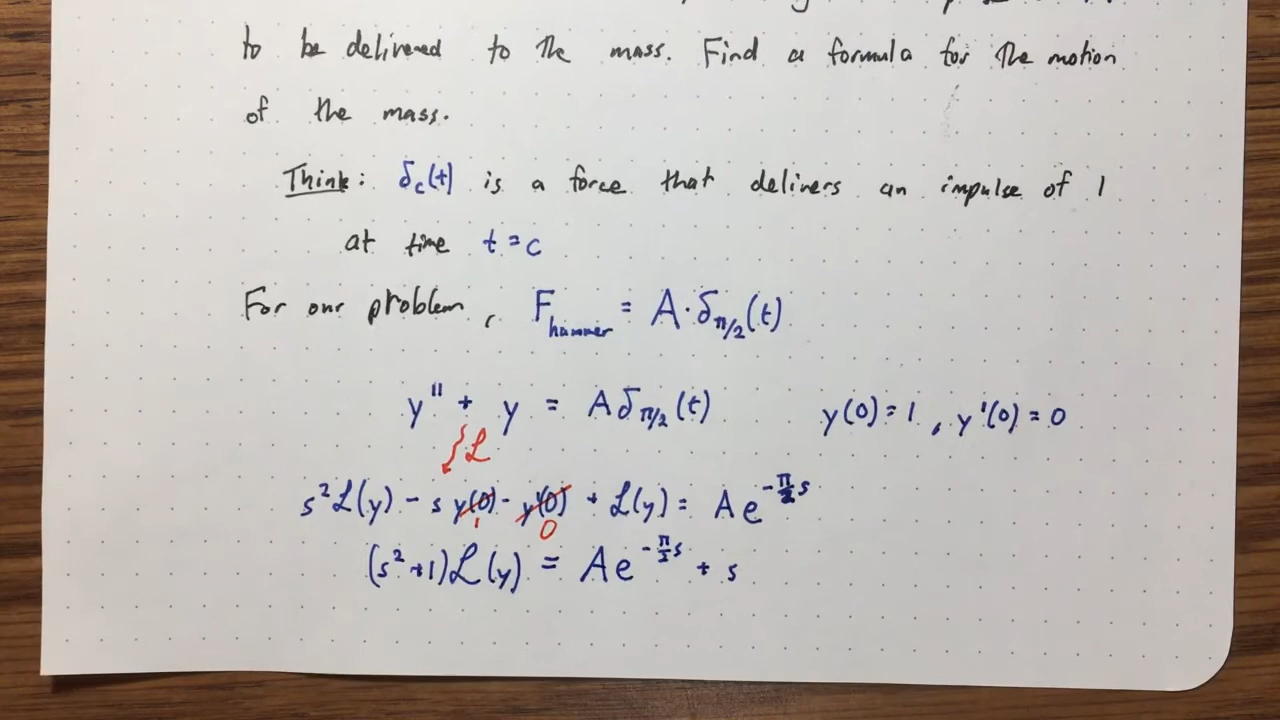 to be delivered to the mass. Find a formula for the motion
of the mass.
Think: δ_c(t) is a force that delivers an impulse of 1
at time t = c
For our problem, F_hammer = A · δ_π/2(t)
y'' + y = A δ_π/2(t) y(0) = 1, y'(0) = 0
ℒ
s² ℒ(y) - s y(0) - y'(0) + ℒ(y) = A e^{-π/2 s}
1 0
(s² + 1) ℒ(y) = A e^{-π/2 s} + s